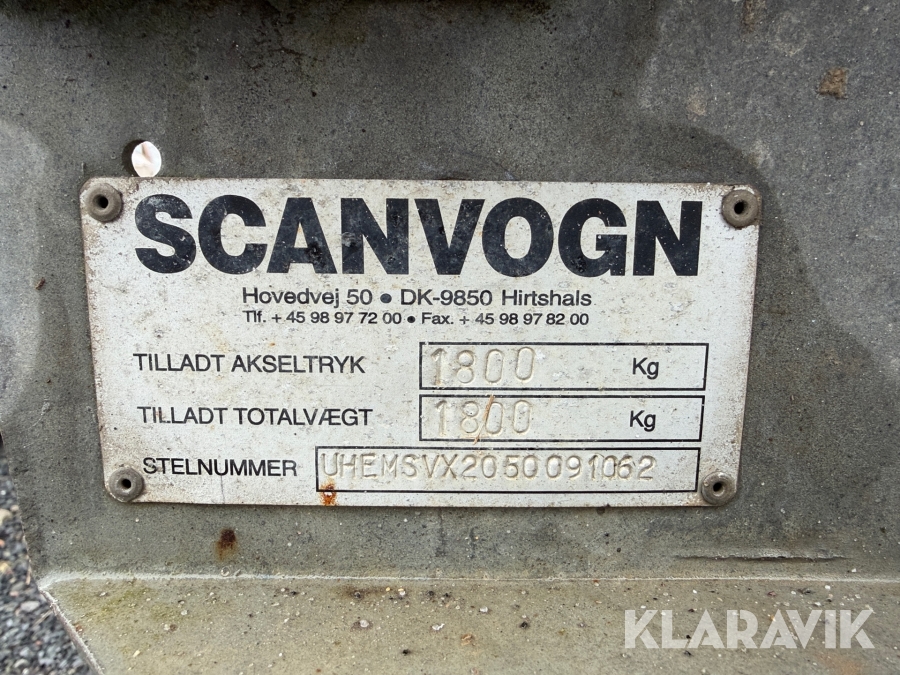 SCANVOGN
Hovedvej 50 • DK-9850 Hirtshals
Tlf. + 45 98 97 72 00 • Fax. + 45 98 97 82 00
TILLADT AKSELTRYK 1800 Kg
TILLADT TOTALVÆGT 1800 Kg
STELNUMMER UHEMSVX2050091062
KLARAVIK